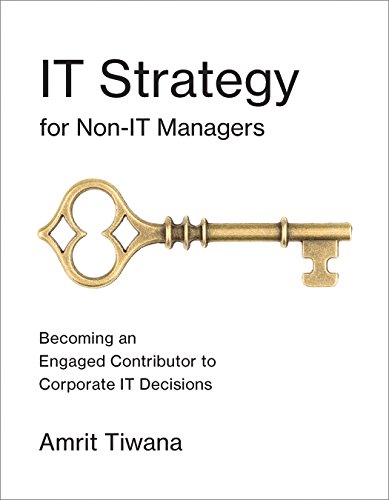 IT Strategy
for Non-IT Managers
Becoming an
Engaged Contributor to
Corporate IT Decisions
Amrit Tiwana